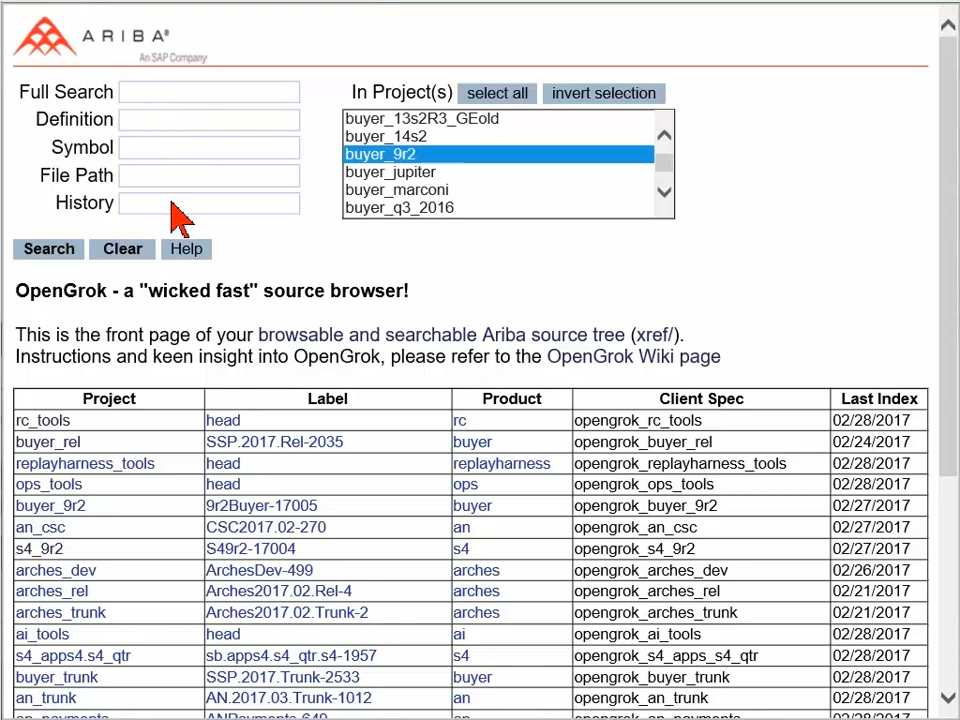 ARIBA®
An SAP Company
Full Search
In Project(s) select all invert selection
Definition
Symbol
File Path
History
buyer_13s2R3_GEold
buyer_14s2
buyer_9r2
buyer_jupiter
buyer_marconi
buyer_q3_2016
Search Clear Help
OpenGrok - a "wicked fast" source browser!
This is the front page of your browsable and searchable Ariba source tree (xref/).
Instructions and keen insight into OpenGrok, please refer to the OpenGrok Wiki page
Project Label Product Client Spec Last Index
rc_tools head rc opengrok_rc_tools 02/28/2017
buyer_rel SSP.2017.Rel-2035 buyer opengrok_buyer_rel 02/24/2017
replayharness_tools head replayharness opengrok_replayharness_tools 02/28/2017
ops_tools head ops opengrok_ops_tools 02/28/2017
buyer_9r2 9r2Buyer-17005 buyer opengrok_buyer_9r2 02/27/2017
an_csc CSC2017.02-270 an opengrok_an_csc 02/27/2017
s4_9r2 S49r2-17004 s4 opengrok_s4_9r2 02/27/2017
arches_dev ArchesDev-499 arches opengrok_arches_dev 02/26/2017
arches_rel Arches2017.02.Rel-4 arches opengrok_arches_rel 02/21/2017
arches_trunk Arches2017.02.Trunk-2 arches opengrok_arches_trunk 02/21/2017
ai_tools head ai opengrok_ai_tools 02/28/2017
s4_apps4.s4_qtr sb.apps4.s4_qtr.s4-1957 s4 opengrok_s4_apps_s4_qtr 02/28/2017
buyer_trunk SSP.2017.Trunk-2533 buyer opengrok_buyer_trunk 02/28/2017
an_trunk AN.2017.03.Trunk-1012 an opengrok_an_trunk 02/28/2017